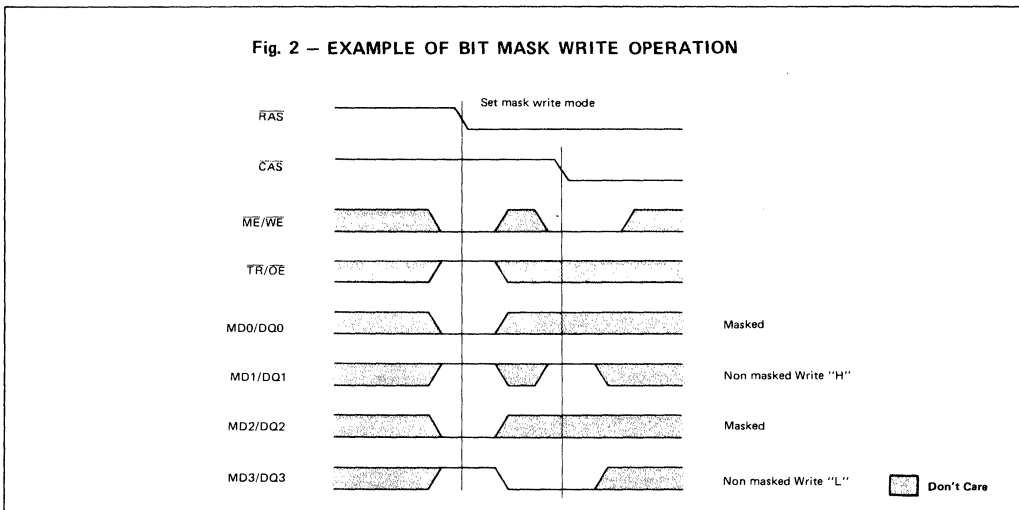 Fig. 2 – EXAMPLE OF BIT MASK WRITE OPERATION
RAS
Set mask write mode
CAS
ME/WE
TR/OE
MD0/DQ0
Masked
MD1/DQ1
Non masked Write "H"
MD2/DQ2
Masked
MD3/DQ3
Non masked Write "L"
Don't Care